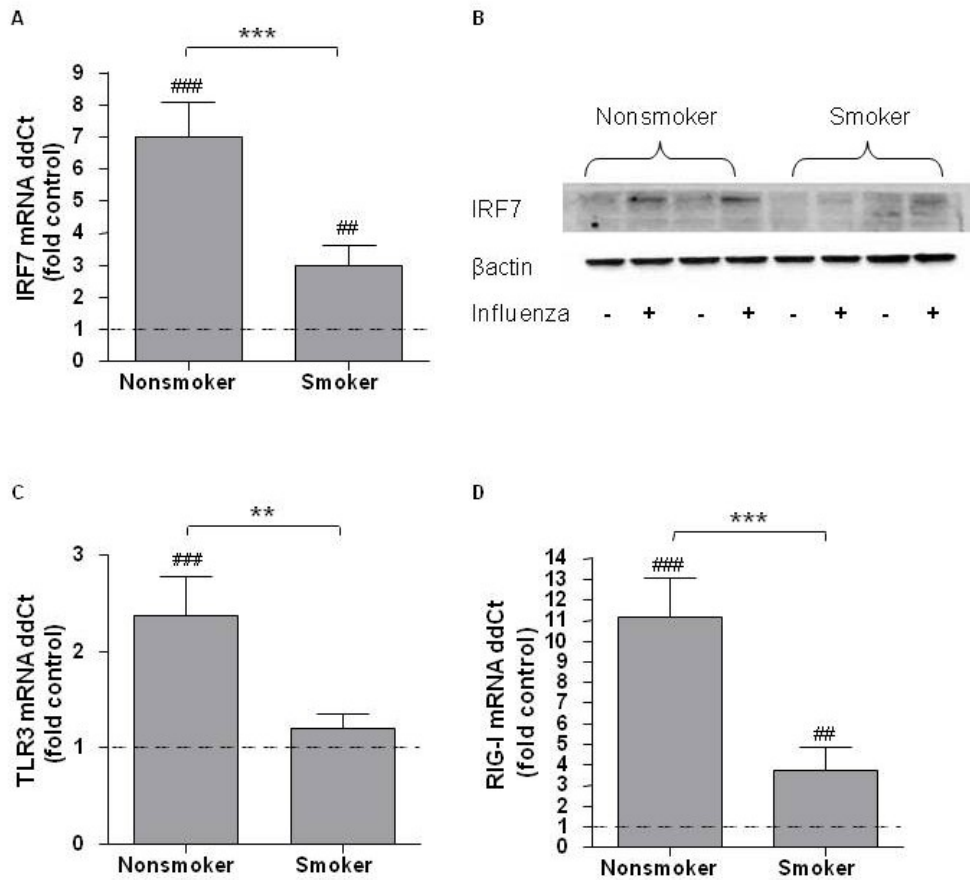 A
***
IRF7 mRNA ddCt
(fold control)
9
8
7
6
5
4
3
2
1
0
###
##
Nonsmoker Smoker
B
Nonsmoker Smoker
IRF7
βactin
Influenza - + - + - + - +
C
**
TLR3 mRNA ddCt
(fold control)
3
2
1
0
###
Nonsmoker Smoker
D
***
RIG-I mRNA ddCt
(fold control)
14
13
12
11
10
9
8
7
6
5
4
3
2
1
0
###
##
Nonsmoker Smoker